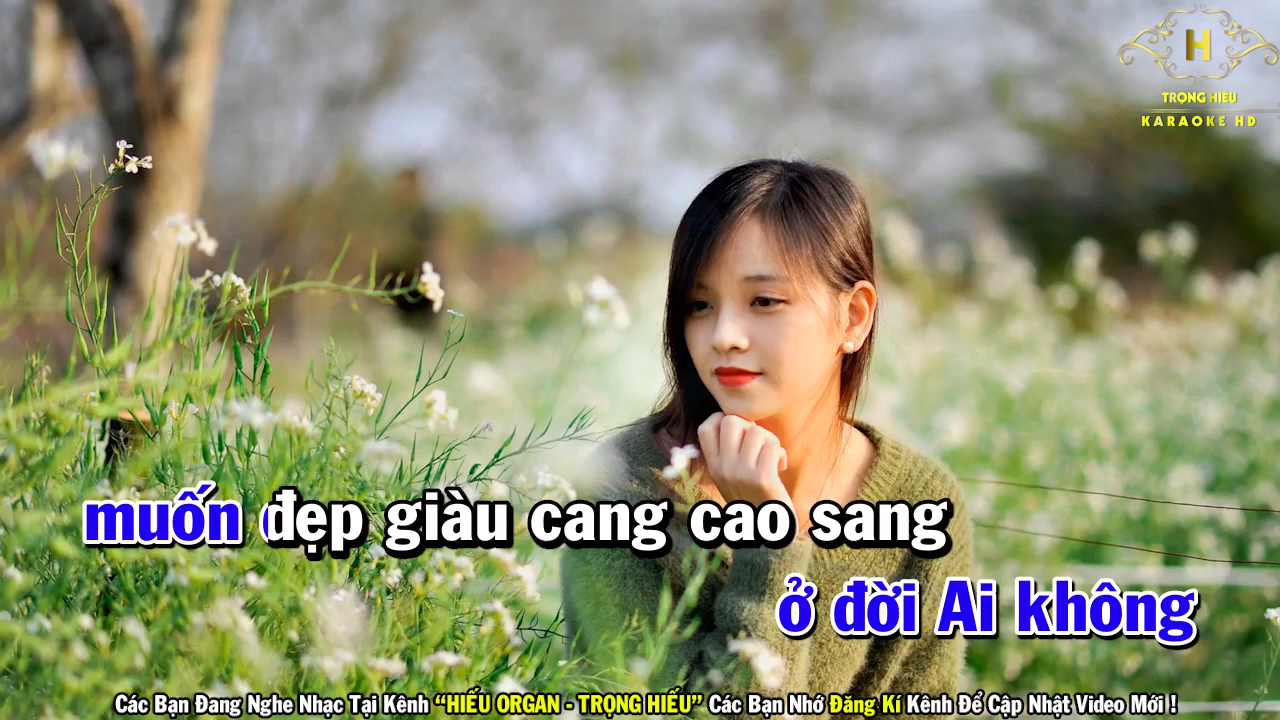 H
TRỌNG HIẾU
KARAOKE HD
muốn đẹp giàu cang cao sang
ở đời Ai không
Các Bạn Đang Nghe Nhạc Tại Kênh “HIẾU ORGAN - TRỌNG HIẾU” Các Bạn Nhớ Đăng Kí Kênh Để Cập Nhật Video Mới !